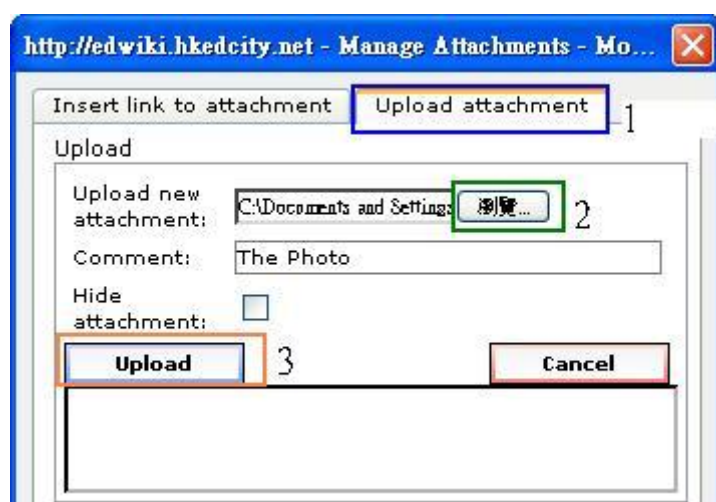 http://edwiki.hkedcity.net - Manage Attachments - Mo...
Insert link to attachment
Upload attachment
1
Upload
Upload new
attachment:
C:\Documents and Settings
瀏覽...
2
Comment:
The Photo
Hide
attachment:
Upload
3
Cancel